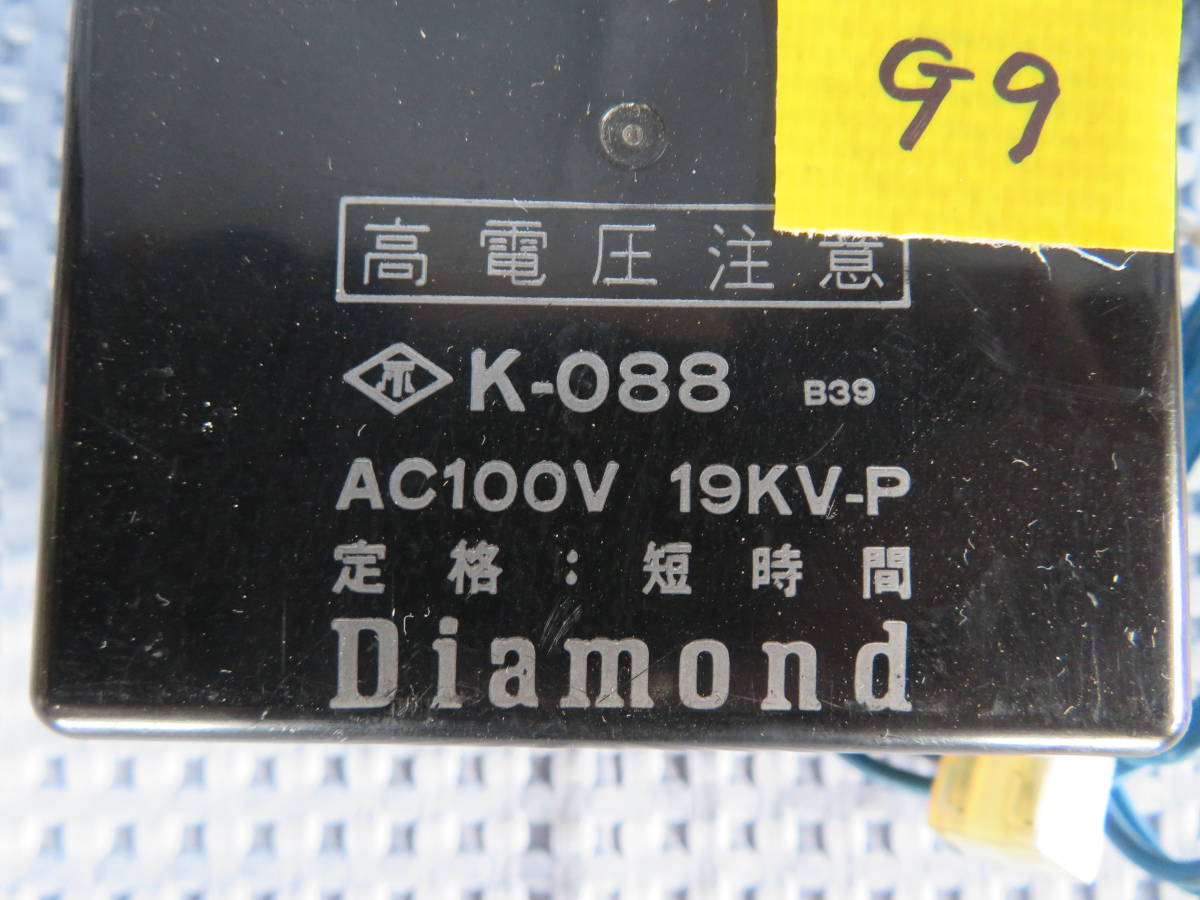 G9
高電圧注意
K-088 B39
AC100V 19KV-P
定格:短時間
Diamond